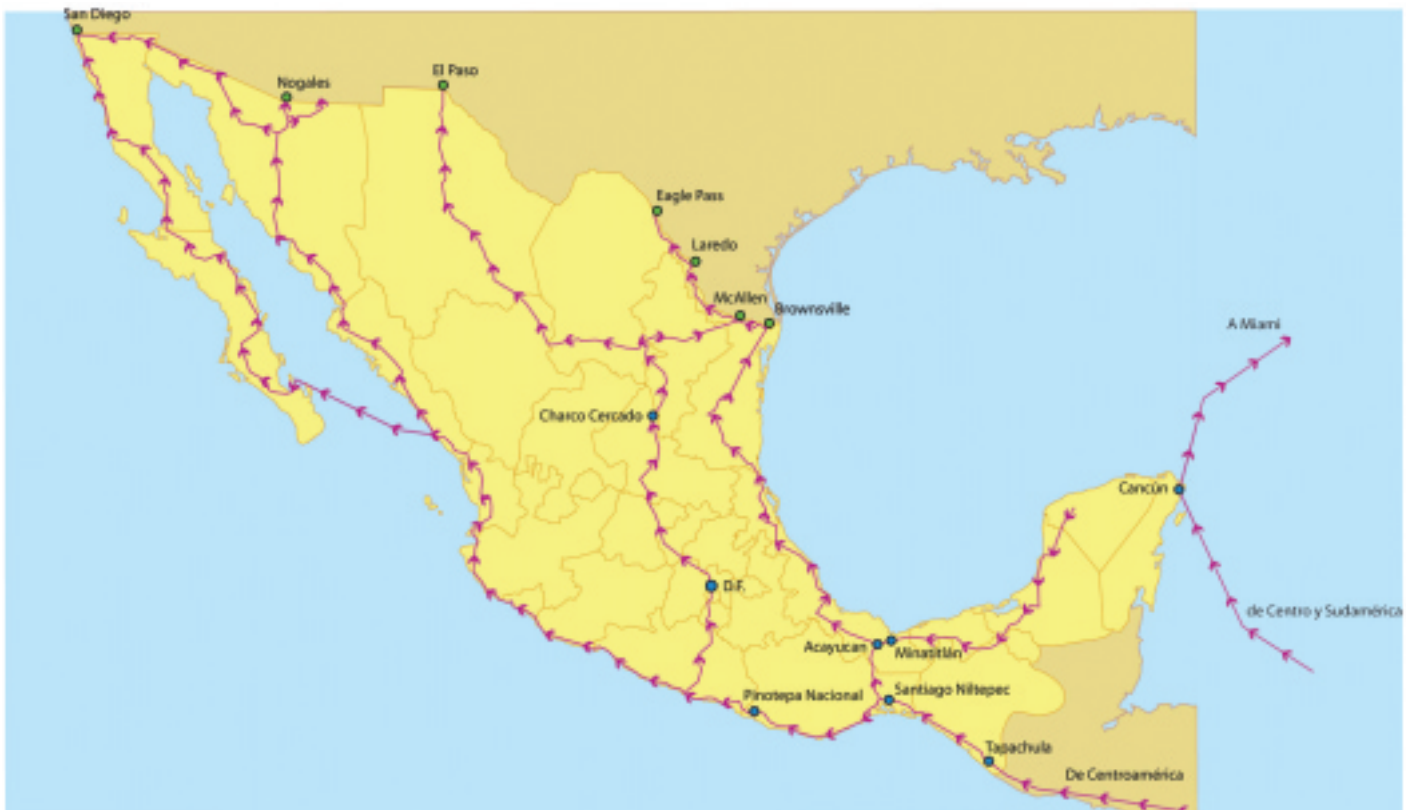 San Diego
El Paso
Nogales
Eagle Pass
Laredo
McAllen
Brownsville
A Miami
Charco Cercado
Cancún
D.F.
de Centro y Sudamérica
Acayucan
Minatitlán
Pinotepa Nacional
Santiago Niltepec
Tapachula
De Centroamérica